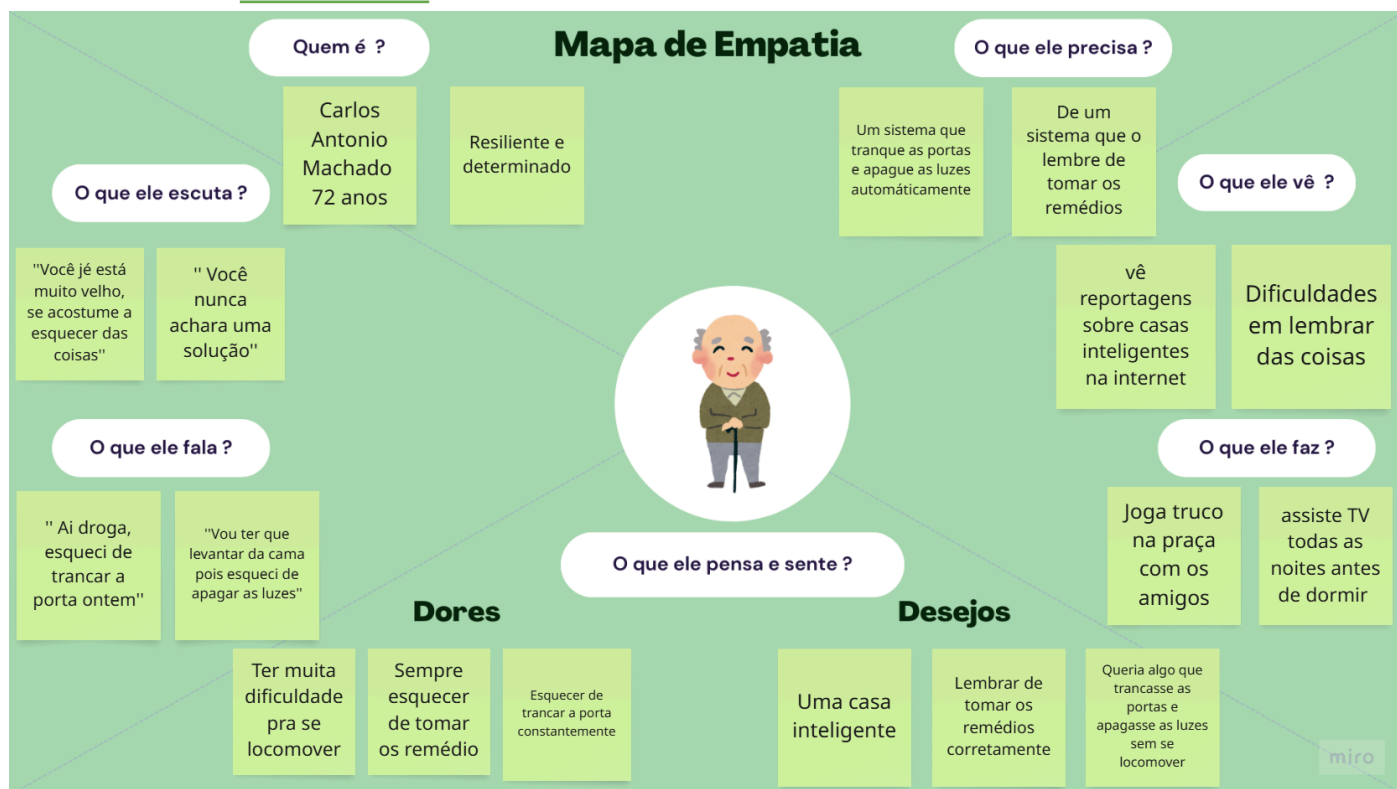 Mapa de Empatia
Quem é ?
Carlos
Antonio
Machado
72 anos
Resiliente e
determinado
O que ele precisa ?
Um sistema que
tranque as portas
e apague as luzes
automáticamente
De um
sistema que o
lembre de
tomar os
remédios
O que ele escuta ?
"Você jé está
muito velho,
se acostume a
esquecer das
coisas"
" Você
nunca
achara uma
solução"
O que ele vê ?
vê
reportagens
sobre casas
inteligentes
na internet
Dificuldades
em lembrar
das coisas
O que ele fala ?
" Ai droga,
esqueci de
trancar a
porta ontem"
"Vou ter que
levantar da cama
pois esqueci de
apagar as luzes"
O que ele faz ?
Joga truco
na praça
com os
amigos
assiste TV
todas as
noites antes
de dormir
O que ele pensa e sente ?
Dores
Ter muita
dificuldade
pra se
locomover
Sempre
esquecer
de tomar
os remédio
Esquecer de
trancar a porta
constantemente
Desejos
Uma casa
inteligente
Lembrar de
tomar os
remédios
corretamente
Queria algo que
trancasse as
portas e
apagasse as luzes
sem se
locomover
miro